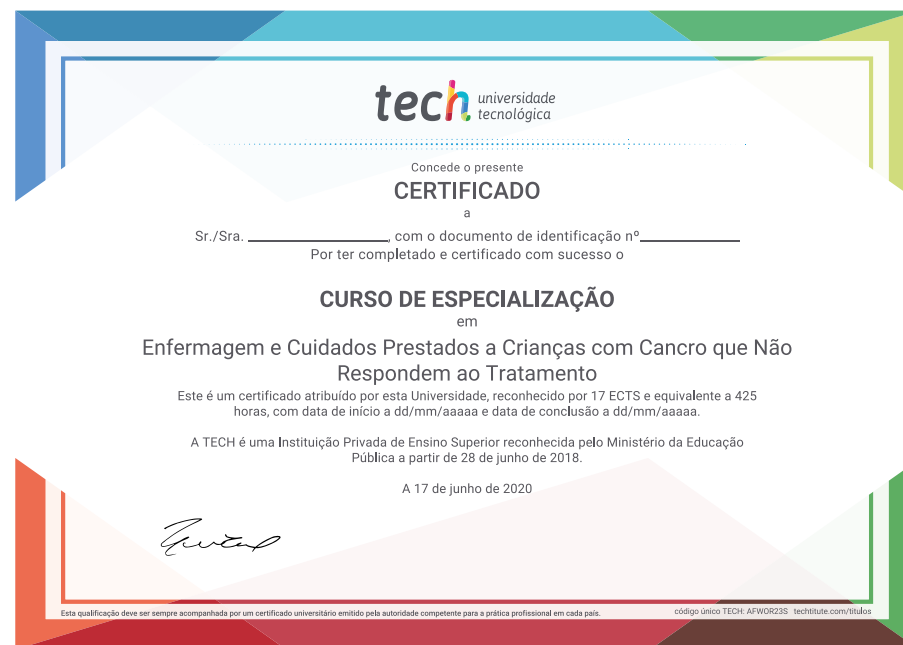 tech universidade
tecnológica
Concede o presente
CERTIFICADO
a
Sr./Sra. ________________, com o documento de identificação nº___________
Por ter completado e certificado com sucesso o
CURSO DE ESPECIALIZAÇÃO
em
Enfermagem e Cuidados Prestados a Crianças com Cancro que Não
Respondem ao Tratamento
Este é um certificado atribuído por esta Universidade, reconhecido por 17 ECTS e equivalente a 425
horas, com data de início a dd/mm/aaaaa e data de conclusão a dd/mm/aaaaa.
A TECH é uma Instituição Privada de Ensino Superior reconhecida pelo Ministério da Educação
Pública a partir de 28 de junho de 2018.
A 17 de junho de 2020
Esta qualificação deve ser sempre acompanhada por um certificado universitário emitido pela autoridade competente para a prática profissional em cada país.
código único TECH: AFWOR23S techtitute.com/titulos